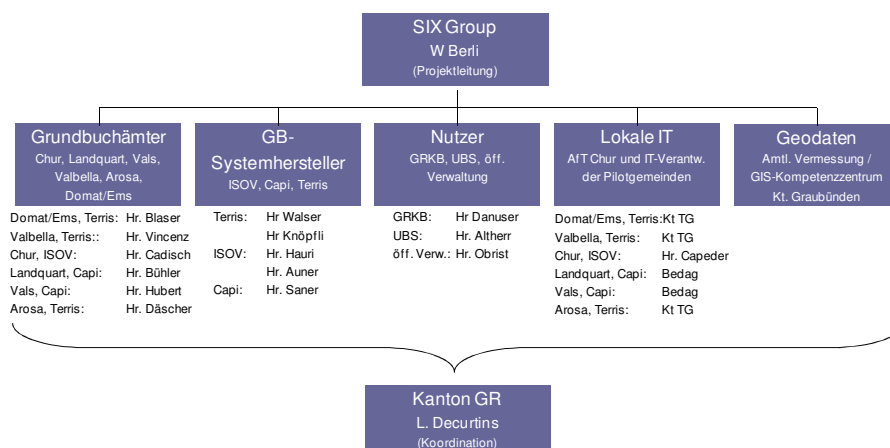 SIX Group
W Berli
(Projektleitung)
Grundbuchämter
Chur, Landquart, Vals,
Valbella, Arosa,
Domat/Ems
GB-
Systemhersteller
ISOV, Capi, Terris
Nutzer
GRKB, UBS, öff.
Verwaltung
Lokale IT
AfT Chur und IT-Verantw.
der Pilotgemeinden
Geodaten
Amtl. Vermessung /
GIS-Kompetenzzentrum
Kt. Graubünden
Domat/Ems, Terris: Hr. Blaser
Valbella, Terris:: Hr. Vincenz
Chur, ISOV: Hr. Cadisch
Landquart, Capi: Hr. Bühler
Vals, Capi: Hr. Hubert
Arosa, Terris: Hr. Däscher
Terris: Hr Walser
Hr Knöpfli
ISOV: Hr. Hauri
Hr. Auner
Capi: Hr. Saner
GRKB: Hr Danuser
UBS: Hr. Altherr
öff. Verw.: Hr. Obrist
Domat/Ems, Terris:Kt TG
Valbella, Terris: Kt TG
Chur, ISOV: Hr. Capeder
Landquart, Capi: Bedag
Vals, Capi: Bedag
Arosa, Terris: Kt TG
Kanton GR
L. Decurtins
(Koordination)